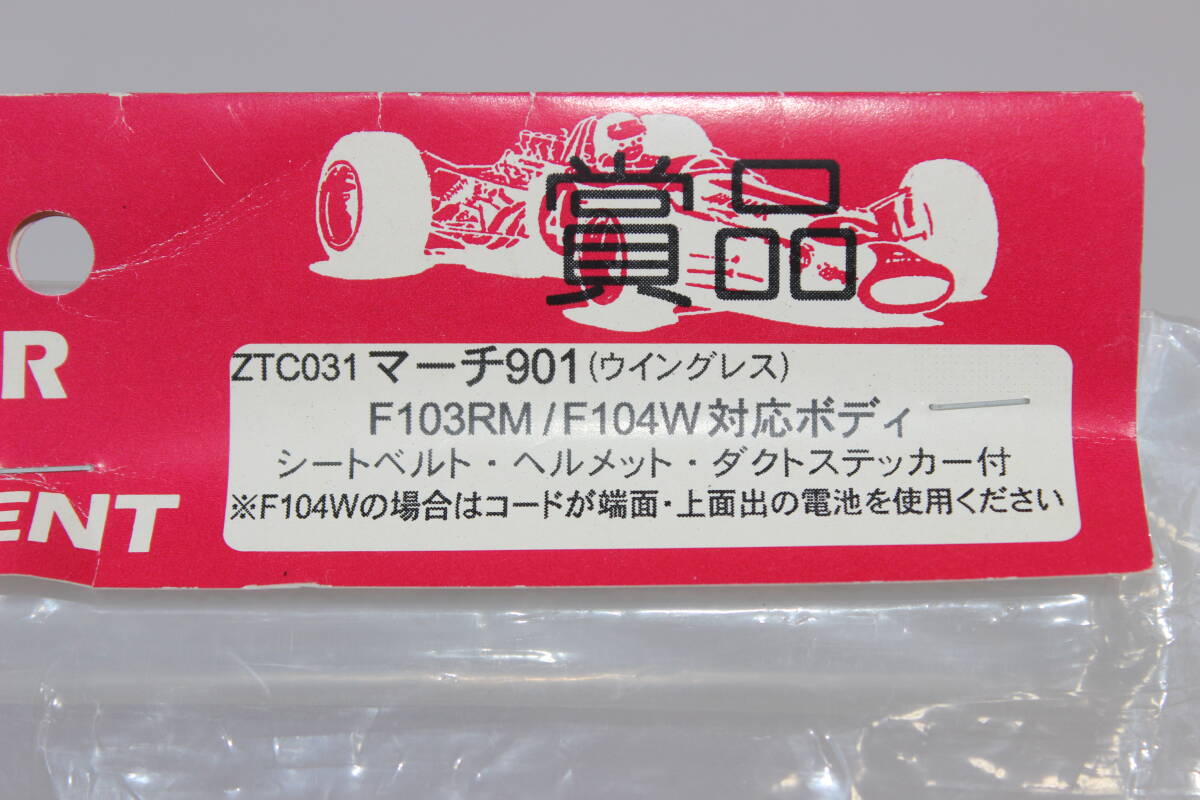 賞品
R
ENT
ZTC031 マーチ901(ウイングレス)
F103RM/F104W 対応ボディ
シートベルト・ヘルメット・ダクトステッカー付
※F104Wの場合はコードが端面・上面出の電池を使用ください